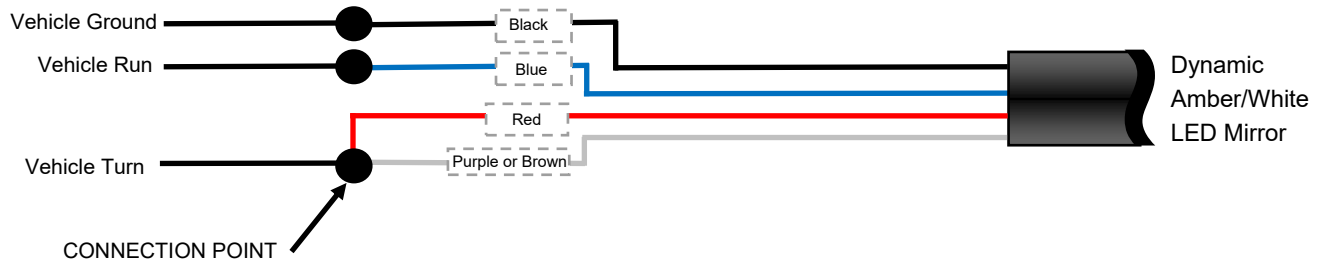 Vehicle Ground
Black
Vehicle Run
Blue
Dynamic
Amber/White
LED Mirror
Red
Vehicle Turn
Purple or Brown
CONNECTION POINT